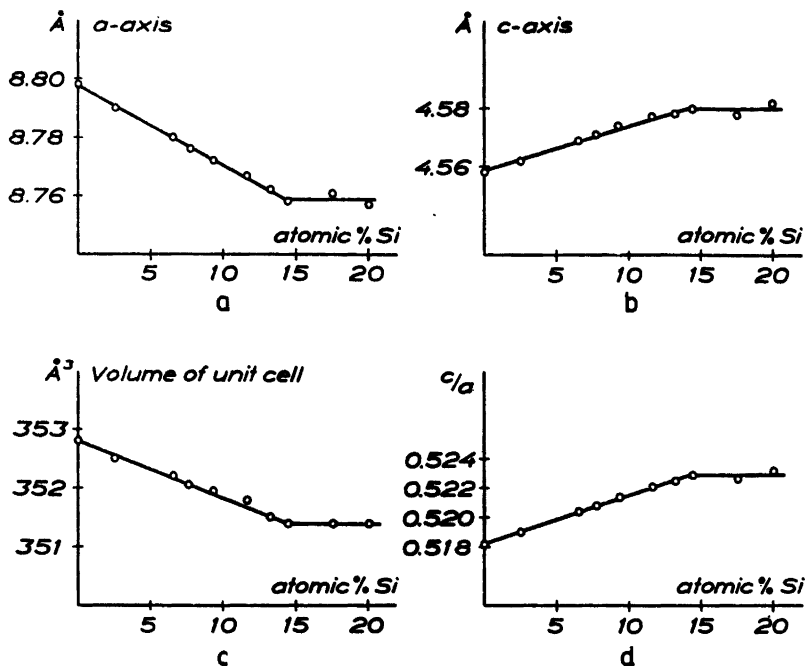 Å a-axis
8.80
8.78
8.76
atomic % Si
5 10 15 20
a
Å c-axis
4.58
4.56
atomic % Si
5 10 15 20
b
Å³ Volume of unit cell
353
352
351
atomic % Si
5 10 15 20
c
c/a
0.524
0.522
0.520
0.518
atomic % Si
5 10 15 20
d